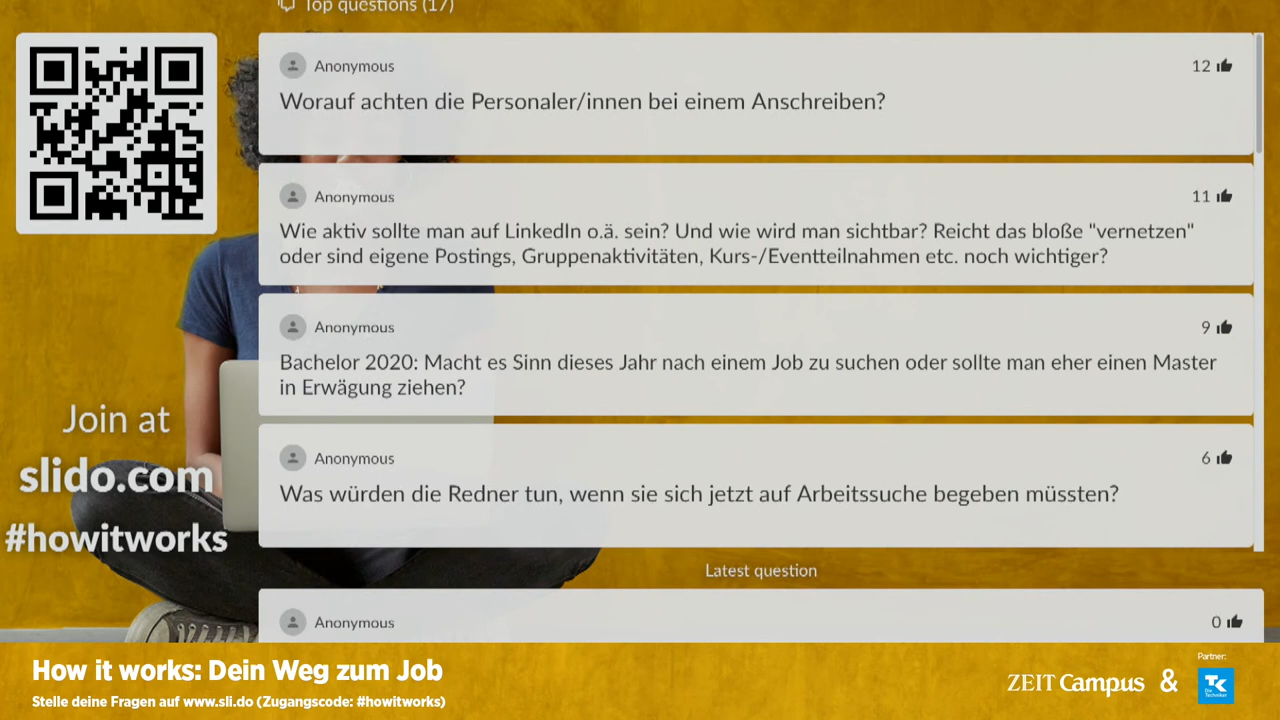 Top questions (17)
Anonymous
12
Worauf achten die Personaler/innen bei einem Anschreiben?
Anonymous
11
Wie aktiv sollte man auf LinkedIn o.ä. sein? Und wie wird man sichtbar? Reicht das bloße "vernetzen"
oder sind eigene Postings, Gruppenaktivitäten, Kurs-/Eventteilnahmen etc. noch wichtiger?
Anonymous
9
Bachelor 2020: Macht es Sinn dieses Jahr nach einem Job zu suchen oder sollte man eher einen Master
in Erwägung ziehen?
Anonymous
6
Was würden die Redner tun, wenn sie sich jetzt auf Arbeitssuche begeben müssten?
Join at
slido.com
#howitworks
Latest question
Anonymous
0
How it works: Dein Weg zum Job
Stelle deine Fragen auf www.sli.do (Zugangscode: #howitworks)
ZEIT Campus &
Partner:
TK
Die
Techniker